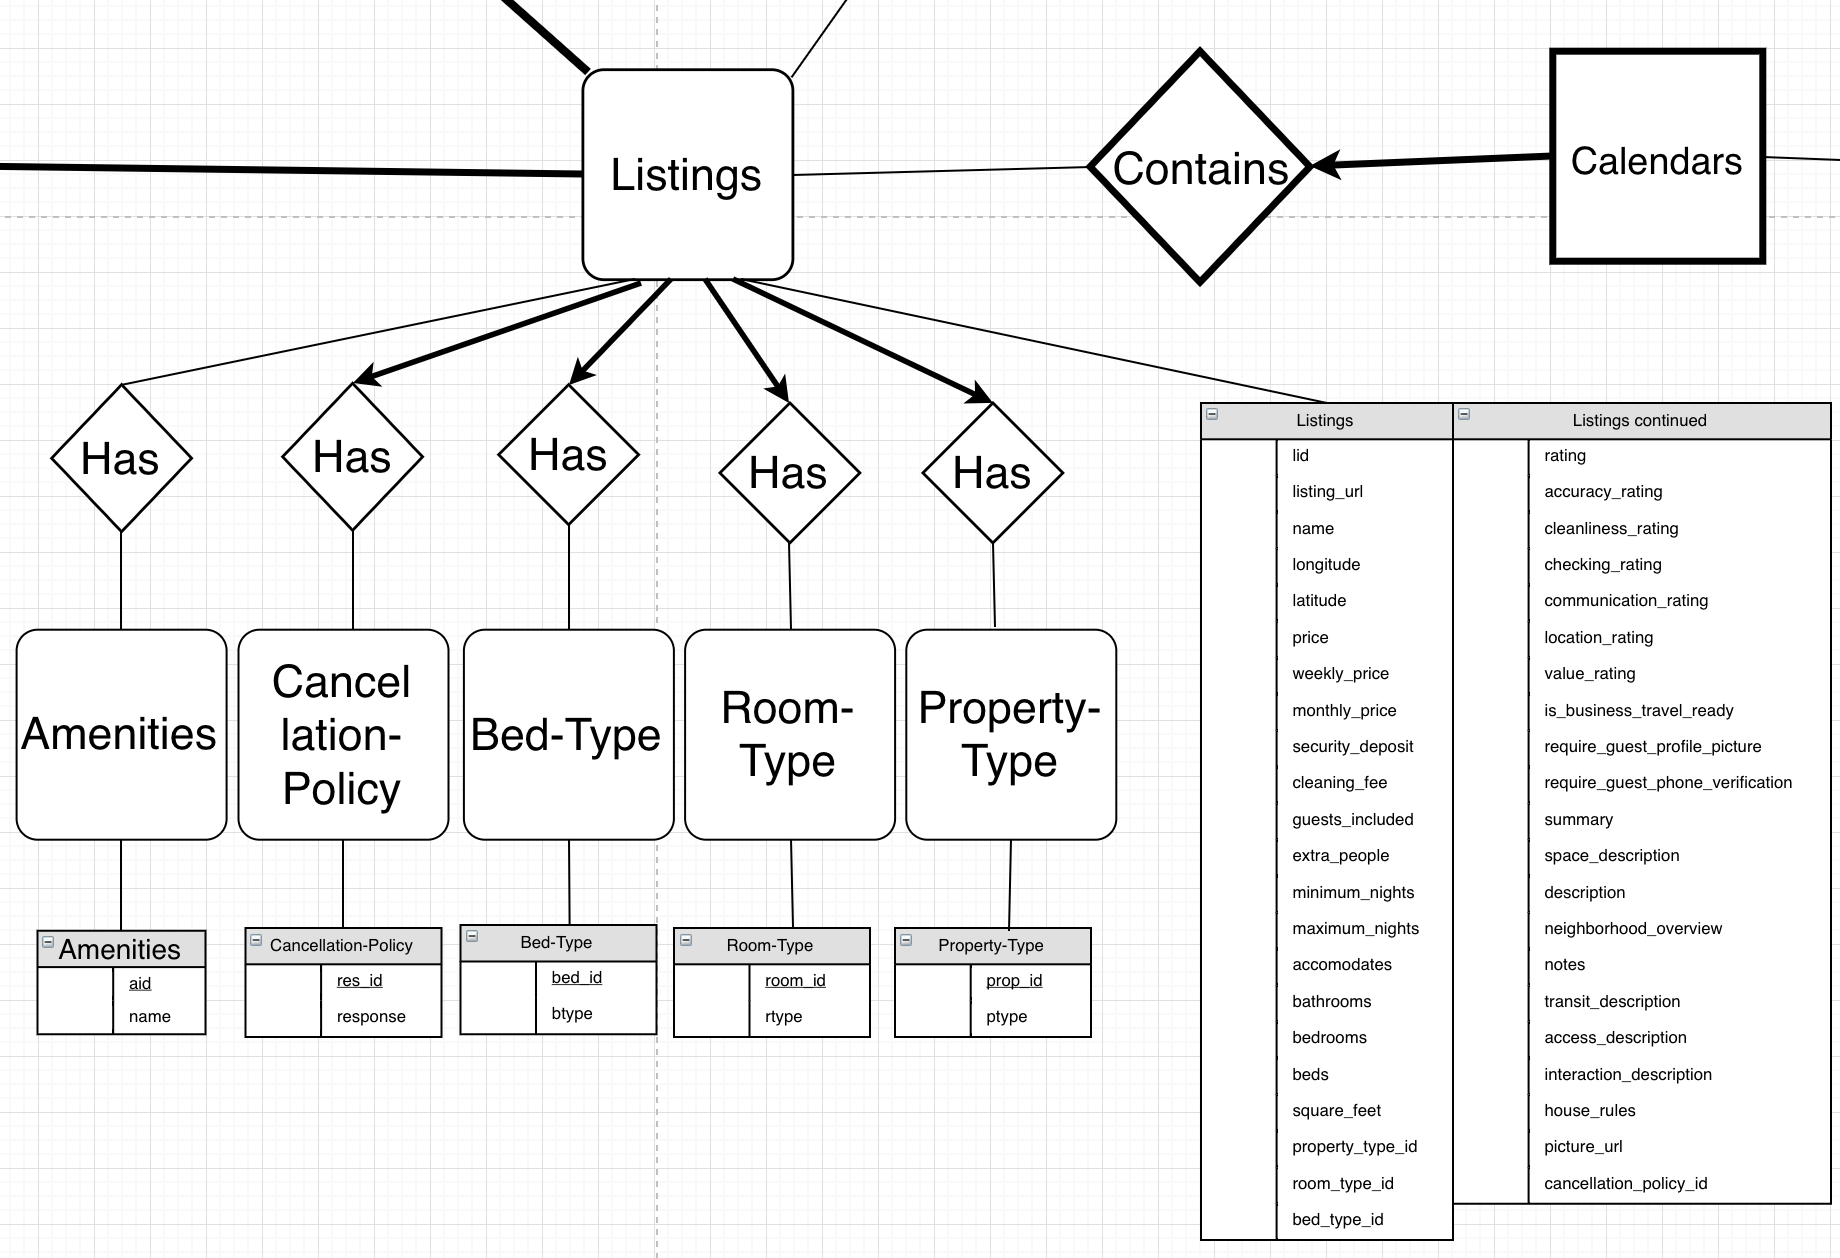 Listings
Contains
Calendars
Has
Has
Has
Has
Has
Amenities
Cancel
lation-
Policy
Bed-Type
Room-
Type
Property-
Type
Amenities
aid
name
Cancellation-Policy
res_id
response
Bed-Type
bed_id
btype
Room-Type
room_id
rtype
Property-Type
prop_id
ptype
Listings
lid
listing_url
name
longitude
latitude
price
weekly_price
monthly_price
security_deposit
cleaning_fee
guests_included
extra_people
minimum_nights
maximum_nights
accomodates
bathrooms
bedrooms
beds
square_feet
property_type_id
room_type_id
bed_type_id
Listings continued
rating
accuracy_rating
cleanliness_rating
checking_rating
communication_rating
location_rating
value_rating
is_business_travel_ready
require_guest_profile_picture
require_guest_phone_verification
summary
space_description
description
neighborhood_overview
notes
transit_description
access_description
interaction_description
house_rules
picture_url
cancellation_policy_id